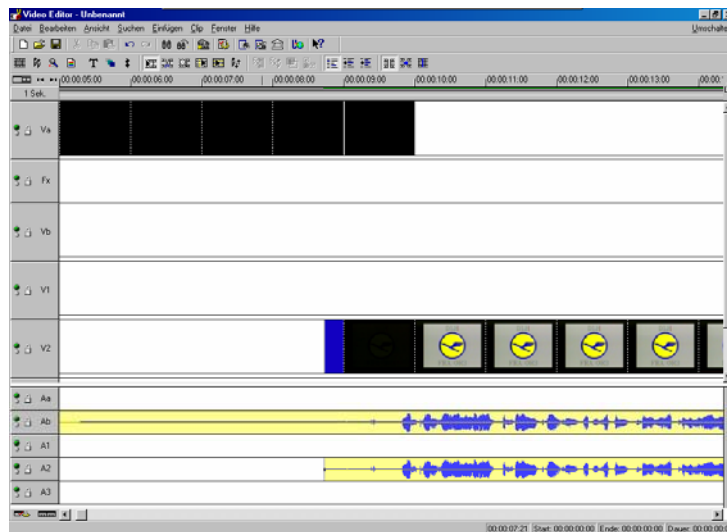 Video Editor - Unbenannt
Datei Bearbeiten Ansicht Suchen Einfügen Clip Fenster Hilfe Umschalte
00:00:05:00 00:00:06:00 00:00:07:00 00:00:08:00 00:00:09:00 00:00:10:00 00:00:11:00 00:00:12:00 00:00:13:00 00:00:
1 Sek.
Va
Fx
Vb
V1
V2
Aa
Ab
A1
A2
A3
00:00:07:21 Start: 00:00:00:00 Ende: 00:00:00:00 Dauer: 00:00:00: